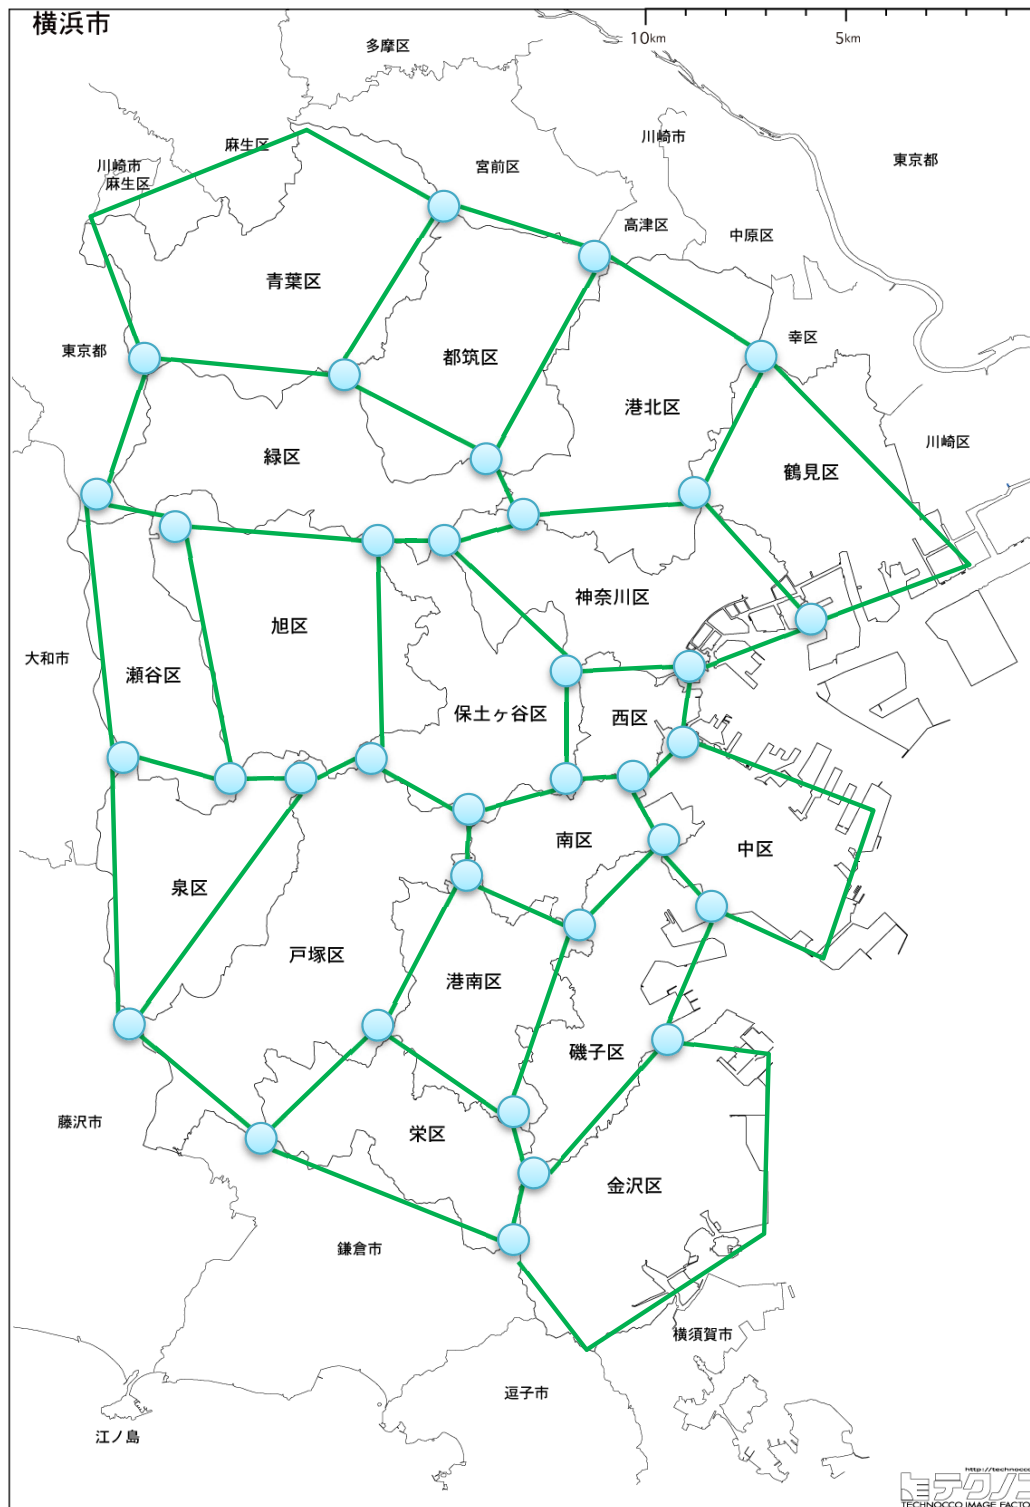 横浜市
10km
5km
多摩区
川崎市
東京都
麻生区
宮前区
川崎市
麻生区
高津区
中原区
青葉区
幸区
東京都
都筑区
港北区
川崎区
緑区
鶴見区
神奈川区
旭区
大和市
瀬谷区
保土ヶ谷区
西区
南区
中区
泉区
戸塚区
港南区
磯子区
藤沢市
栄区
金沢区
鎌倉市
横須賀市
逗子市
江ノ島